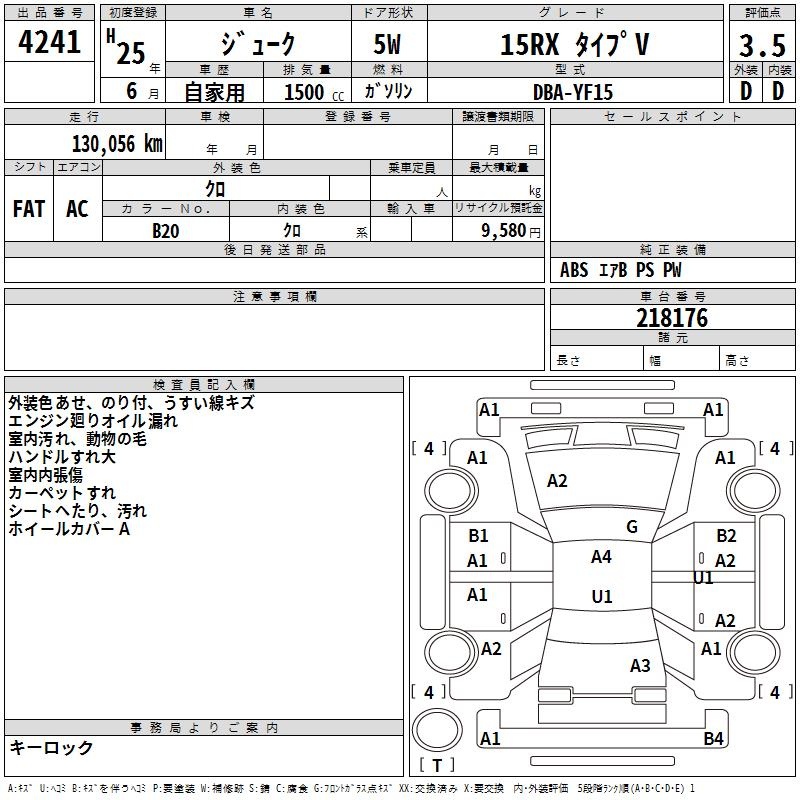 出品番号 初度登録 車名 ドア形状 グレード 評価点
4241 H25年 ジューク 5W 15RX ﾀｲﾌﾟV 3.5
車歴 排気量 燃料 型式 外装 内装
6月 自家用 1500 CC ｶﾞｿﾘﾝ DBA-YF15 D D
走行 車検 登録番号 譲渡書類期限 セールスポイント
130,056 km 年 月 月 日
シフト エアコン 外装色 乗車定員 最大積載量
FAT AC クロ 人 kg
カラーNo. 内装色 輸入車 リサイクル預託金
B20 クロ 系 9,580円
後日発送部品 純正装備
ABS ｴｱB PS PW
注意事項欄 車台番号
218176
諸元
長さ 幅 高さ
検査員記入欄
外装色あせ、のり付、うすい線キズ
エンジン廻りオイル漏れ
室内汚れ、動物の毛
ハンドルすれ大
室内内張傷
カーペットすれ
シートへたり、汚れ
ホイールカバーA
事務局よりご案内
キーロック
A1 A1
[ 4 ] [ 4 ]
A1 A1
A2
G
B1 B2
A4
A1 A2
U1
A1 U1
A2
A2 A1
A3
[ 4 ] [ 4 ]
A1 B4
[ T ]
A:ｷｽﾞ U:ﾍｺﾐ B:ｷｽﾞを伴うﾍｺﾐ P:要塗装 W:補修跡 S:錆 C:腐食 G:ﾌﾛﾝﾄｶﾞﾗｽ点ｷｽﾞ XX:交換済み X:要交換 内・外装評価 5段階ﾗﾝｸ順(A・B・C・D・E) 1